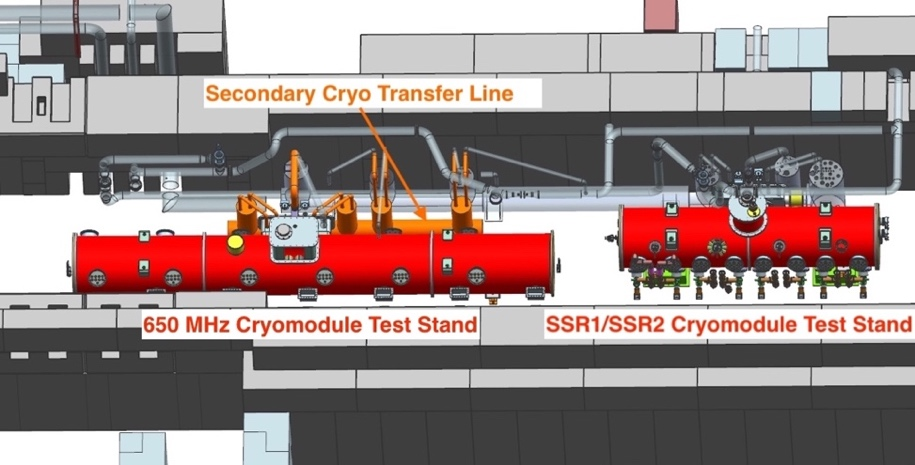 Secondary Cryo Transfer Line
650 MHz Cryomodule Test Stand
SSR1/SSR2 Cryomodule Test Stand